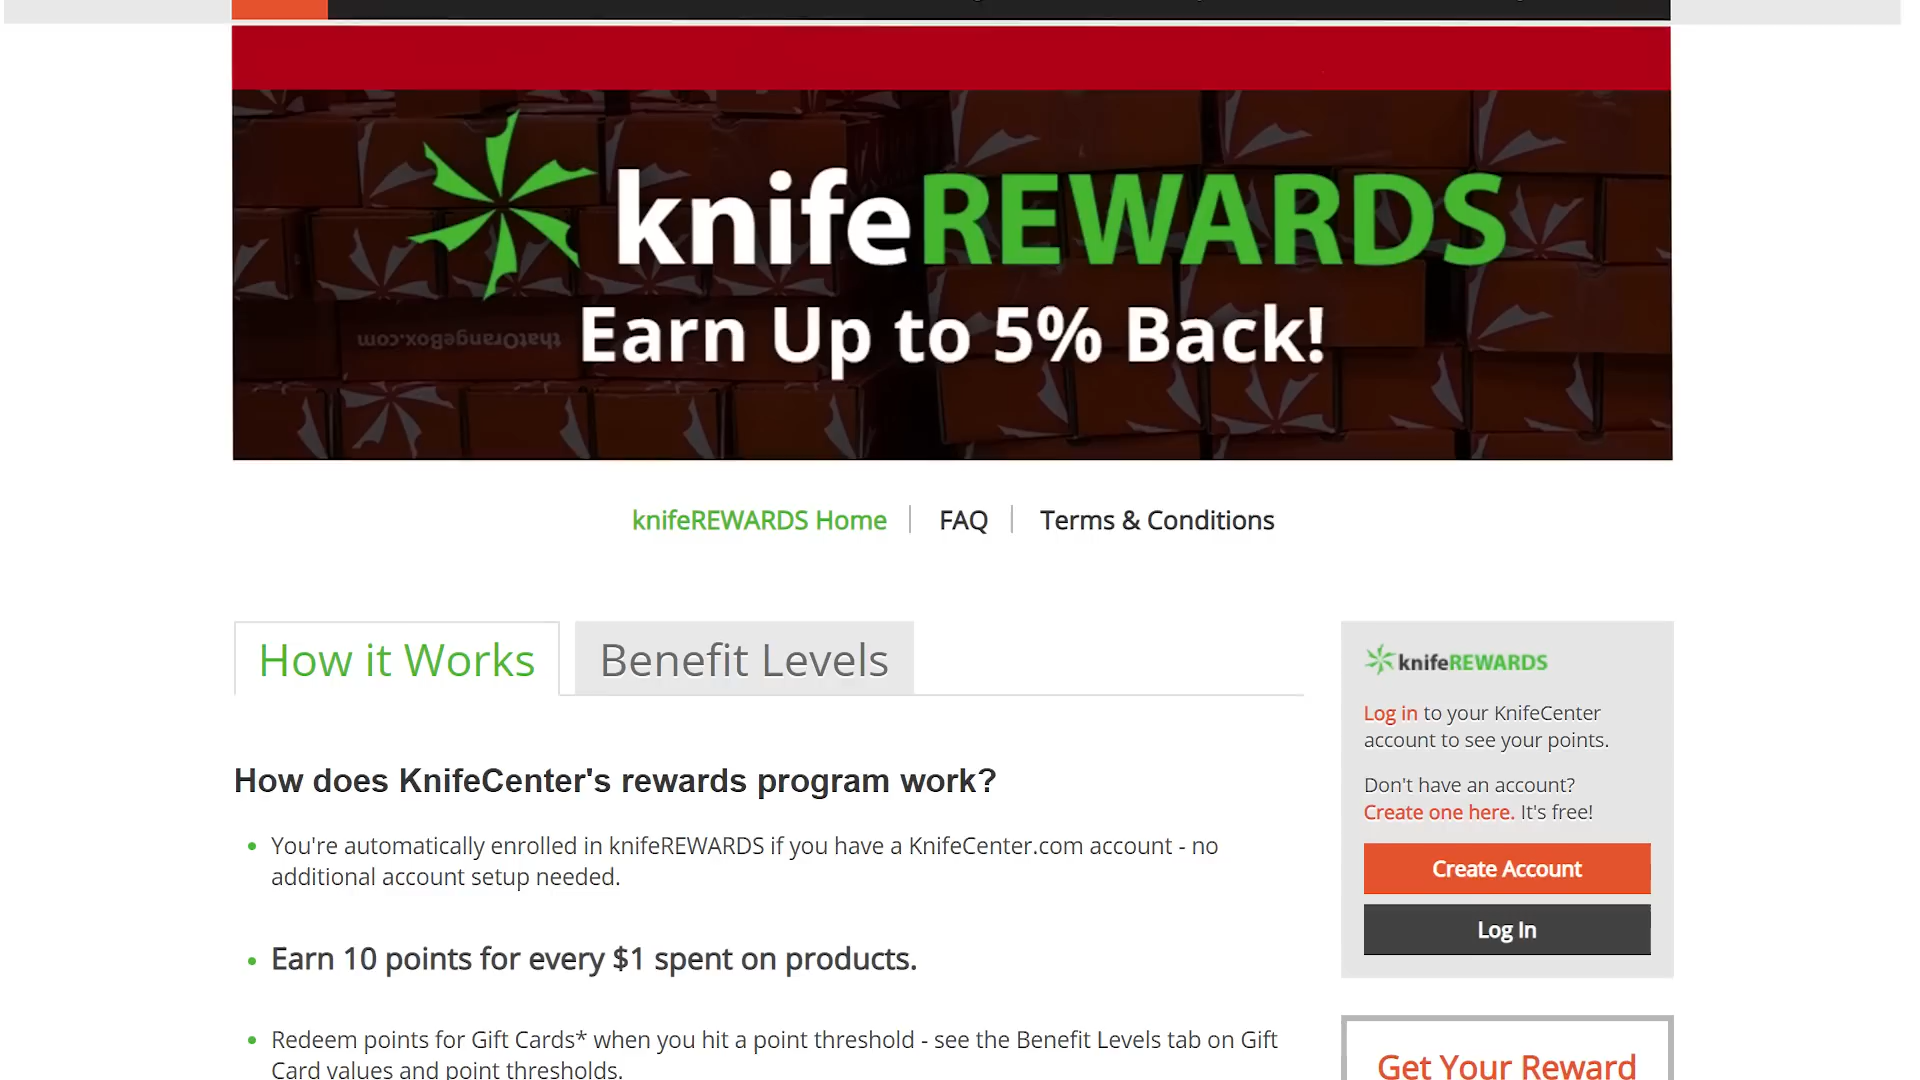 knifeREWARDS
Earn Up to 5% Back!
thatOrangeBox.com
knifeREWARDS Home
FAQ
Terms & Conditions
How it Works
Benefit Levels
How does KnifeCenter's rewards program work?
You're automatically enrolled in knifeREWARDS if you have a KnifeCenter.com account - no
additional account setup needed.
Earn 10 points for every $1 spent on products.
Redeem points for Gift Cards* when you hit a point threshold - see the Benefit Levels tab on Gift
Card values and point thresholds.
knifeREWARDS
Log in to your KnifeCenter
account to see your points.
Don't have an account?
Create one here. It's free!
Create Account
Log In
Get Your Reward